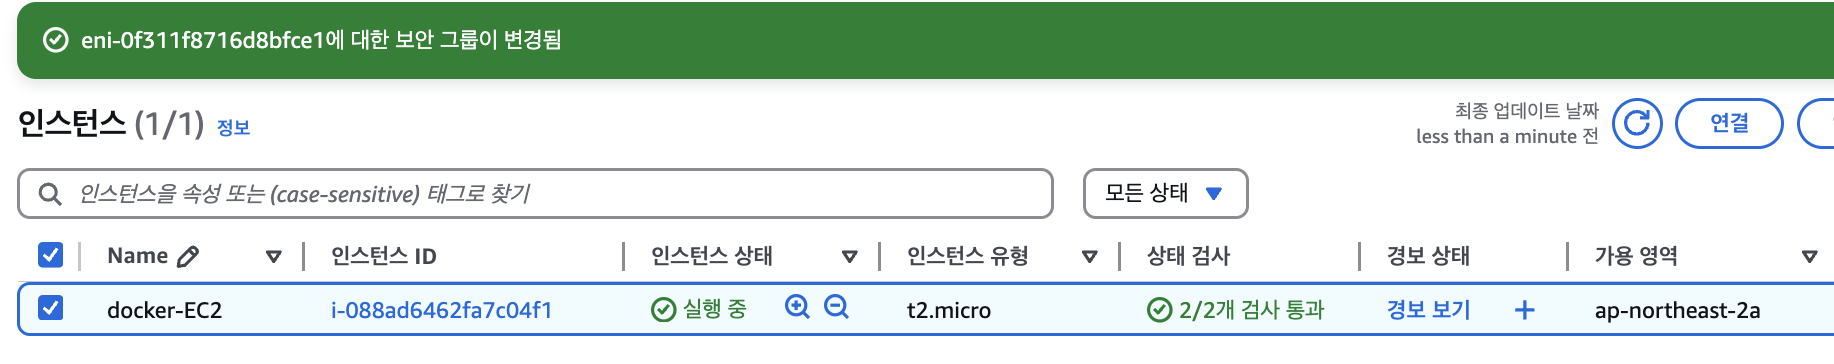 eni-0f311f8716d8bfce1에 대한 보안 그룹이 변경됨
인스턴스 (1/1) 정보
최종 업데이트 날짜
less than a minute 전
연결
인스턴스을 속성 또는 (case-sensitive) 태그로 찾기
모든 상태
Name 인스턴스 ID 인스턴스 상태 인스턴스 유형 상태 검사 경보 상태 가용 영역
docker-EC2 i-088ad6462fa7c04f1 실행 중 t2.micro 2/2개 검사 통과 경보 보기 + ap-northeast-2a